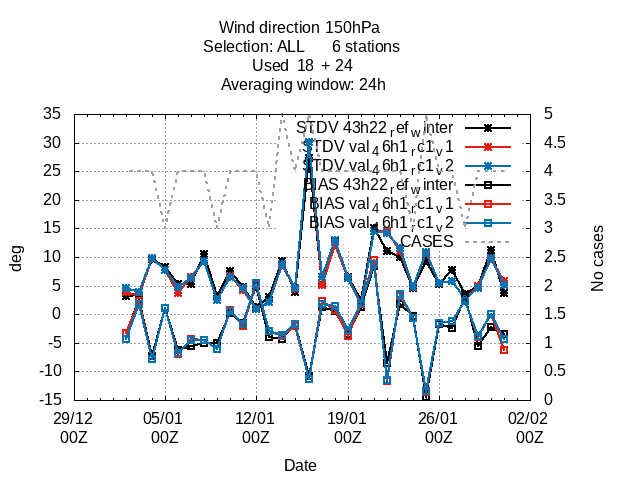 Wind direction 150hPa
Selection: ALL 6 stations
Used 18 + 24
Averaging window: 24h
35 5
STDV 43h22_ref_winter
STDV val_46h1_rc1_v1
30 4.5
STDV val_46h1_rc1_v2
25 4
BIAS 43h22_ref_winter
BIAS val_46h1_rc1_v1
20 3.5
BIAS val_46h1_rc1_v2
15 3
CASES
10 2.5
5 2
0 1.5
-5 1
-10 0.5
-15 0
deg
No cases
29/12 05/01 12/01 19/01 26/01 02/02
00Z 00Z 00Z 00Z 00Z 00Z
Date